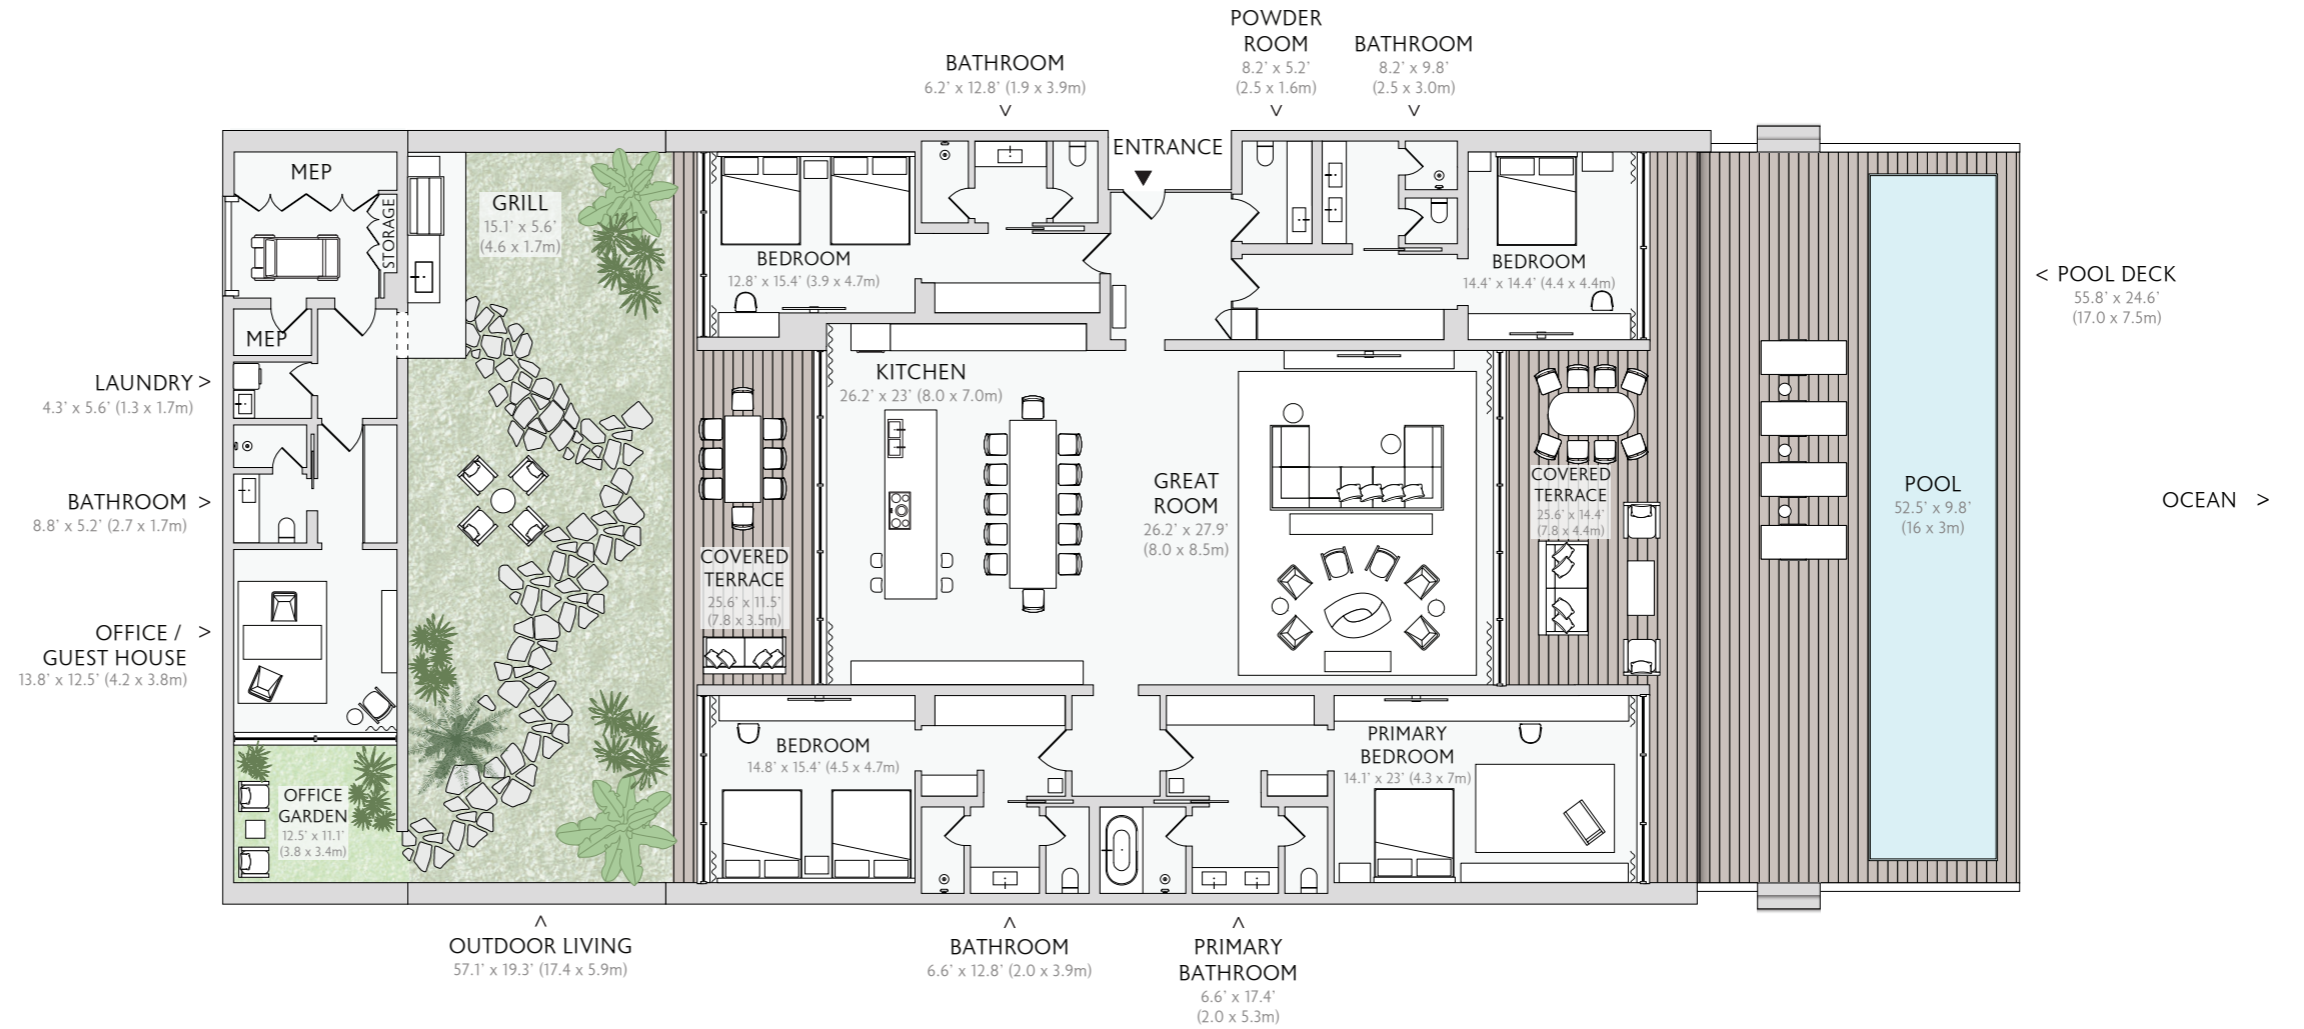 POWDER
ROOM
8.2' x 5.2'
(2.5 x 1.6m)
BATHROOM
8.2' x 9.8'
(2.5 x 3.0m)
BATHROOM
6.2' x 12.8' (1.9 x 3.9m)
ENTRANCE
MEP
STORAGE
GRILL
15.1' x 5.6'
(4.6 x 1.7m)
BEDROOM
12.8' x 15.4' (3.9 x 4.7m)
BEDROOM
14.4' x 14.4' (4.4 x 4.4m)
< POOL DECK
55.8' x 24.6'
(17.0 x 7.5m)
MEP
LAUNDRY >
4.3' x 5.6' (1.3 x 1.7m)
KITCHEN
26.2' x 23' (8.0 x 7.0m)
GREAT
ROOM
26.2' x 27.9'
(8.0 x 8.5m)
COVERED
TERRACE
25.6' x 14.4'
(7.8 x 4.4m)
POOL
52.5' x 9.8'
(16 x 3m)
OCEAN >
BATHROOM >
8.8' x 5.2' (2.7 x 1.7m)
COVERED
TERRACE
25.6' x 11.5'
(7.8 x 3.5m)
OFFICE / >
GUEST HOUSE
13.8' x 12.5' (4.2 x 3.8m)
BEDROOM
14.8' x 15.4' (4.5 x 4.7m)
PRIMARY
BEDROOM
14.1' x 23' (4.3 x 7m)
OFFICE
GARDEN
12.5' x 11.1'
(3.8 x 3.4m)
OUTDOOR LIVING
57.1' x 19.3' (17.4 x 5.9m)
BATHROOM
6.6' x 12.8' (2.0 x 3.9m)
PRIMARY
BATHROOM
6.6' x 17.4'
(2.0 x 5.3m)